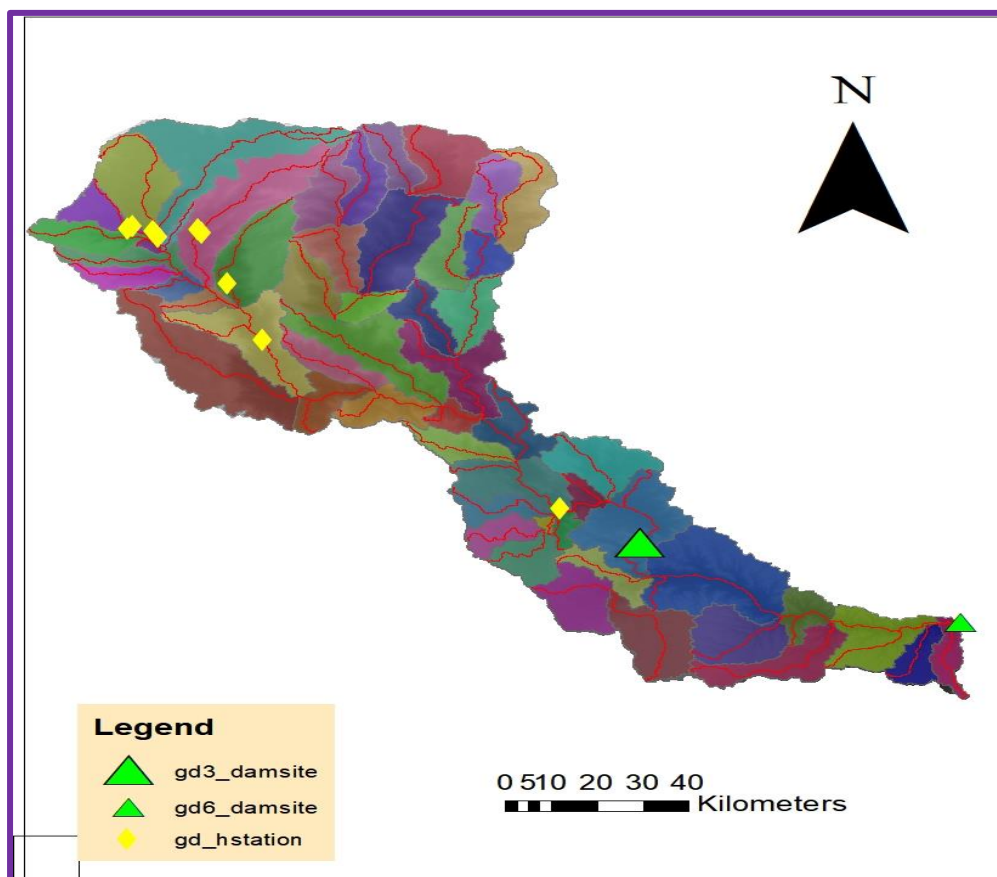 N
Legend
gd3_damsite
gd6_damsite
gd_hstation
0 510 20 30 40
Kilometers